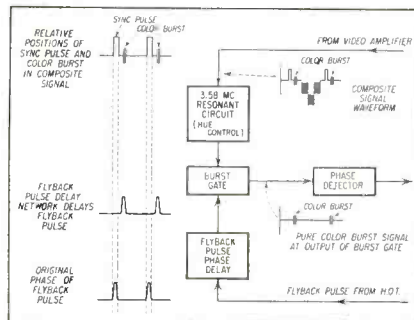 RELATIVE
POSITIONS OF
SYNC PULSE AND
COLOR BURST
IN COMPOSITE
SIGNAL
SYNC PULSE
COLOR BURST
FLYBACK
PULSE DELAY
NETWORK DELAYS
FLYBACK
PULSE
ORIGINAL
PHASE OF
FLYBACK
PULSE
FROM VIDEO AMPLIFIER
COLOR BURST
COMPOSITE
SIGNAL
WAVEFORM
3.58 MC
RESONANT
CIRCUIT
(HUE
CONTROL)
BURST
GATE
PHASE
DETECTOR
COLOR BURST
PURE COLOR BURST SIGNAL
AT OUTPUT OF BURST GATE
FLYBACK
PULSE PHASE
DELAY
FLYBACK PULSE FROM H.O.T.